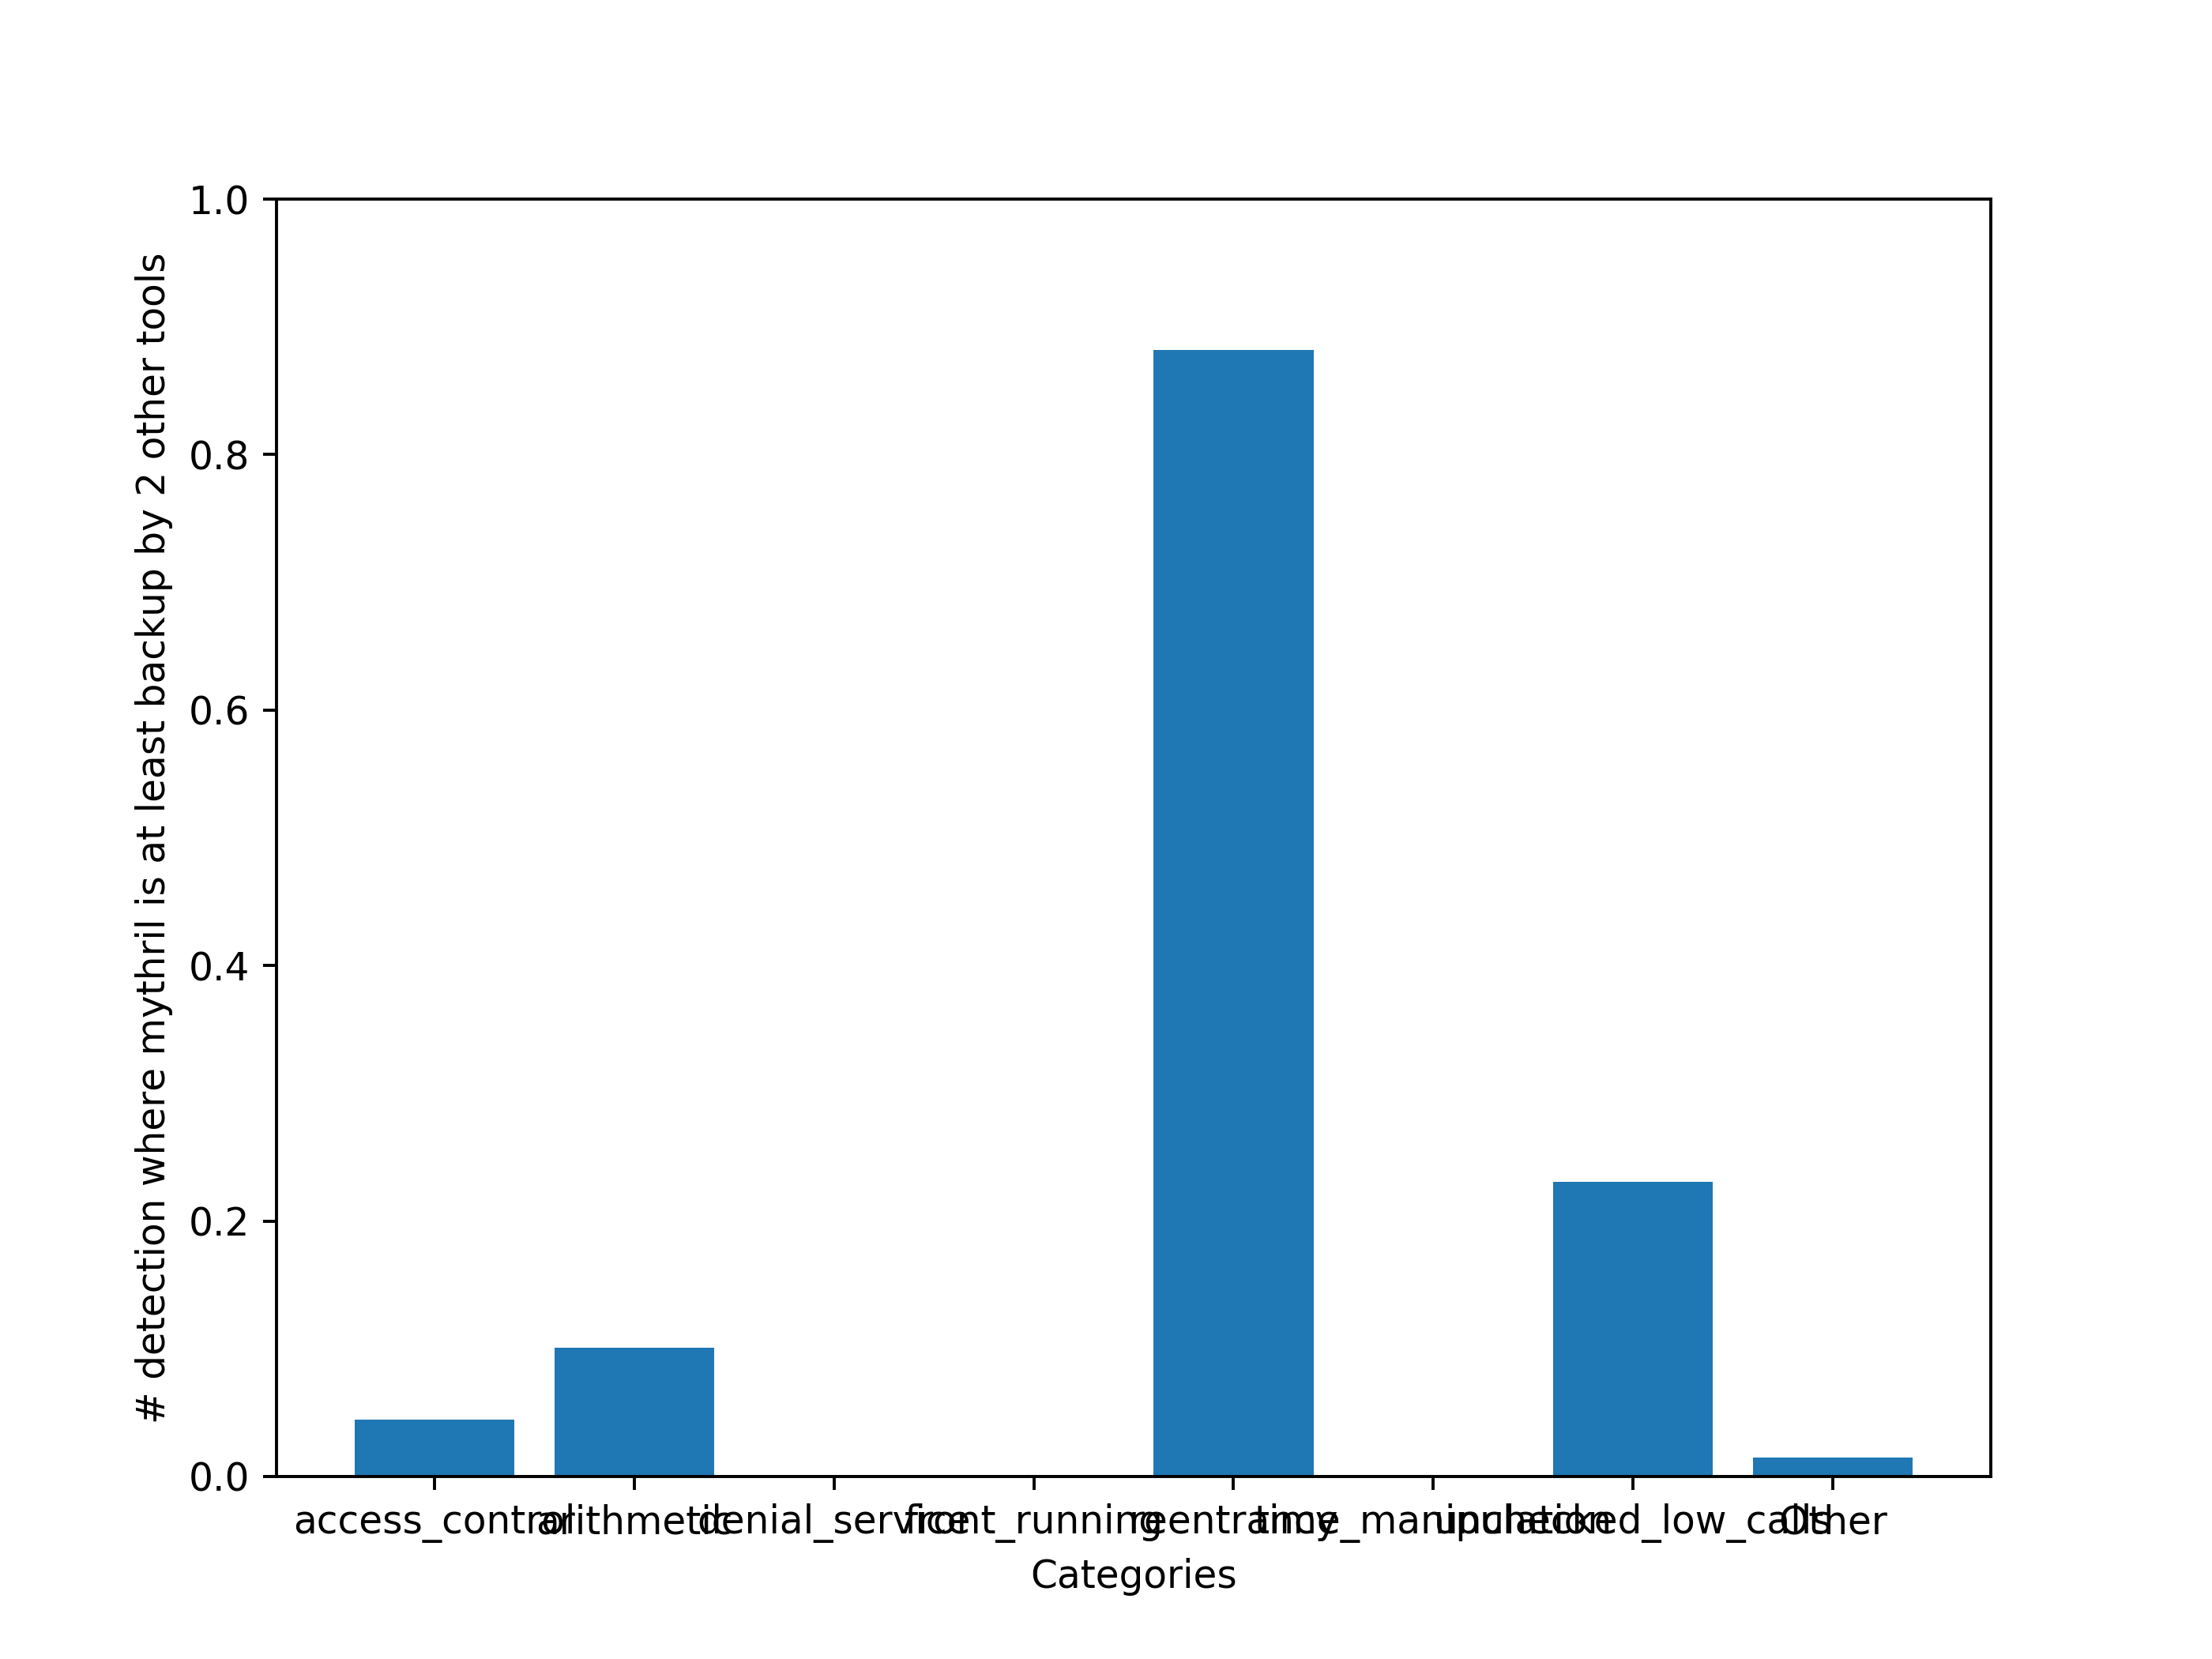 # detection where mythril is at least backup by 2 other tools
1.0
0.8
0.6
0.4
0.2
0.0
access_control arithmetic denial_service front_running reentrancy time_manipulation unchecked_low_calls Other
Categories